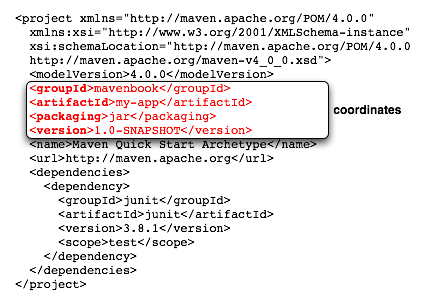 <project xmlns="http://maven.apache.org/POM/4.0.0"
xmlns:xsi="http://www.w3.org/2001/XMLSchema-instance"
xsi:schemaLocation="http://maven.apache.org/POM/4.0.0
http://maven.apache.org/maven-v4_0_0.xsd">
<modelVersion>4.0.0</modelVersion>
<groupId>mavenbook</groupId>
<artifactId>my-app</artifactId>
<packaging>jar</packaging>
<version>1.0-SNAPSHOT</version>
coordinates
<name>Maven Quick Start Archetype</name>
<url>http://maven.apache.org</url>
<dependencies>
<dependency>
<groupId>junit</groupId>
<artifactId>junit</artifactId>
<version>3.8.1</version>
<scope>test</scope>
</dependency>
</dependencies>
</project>